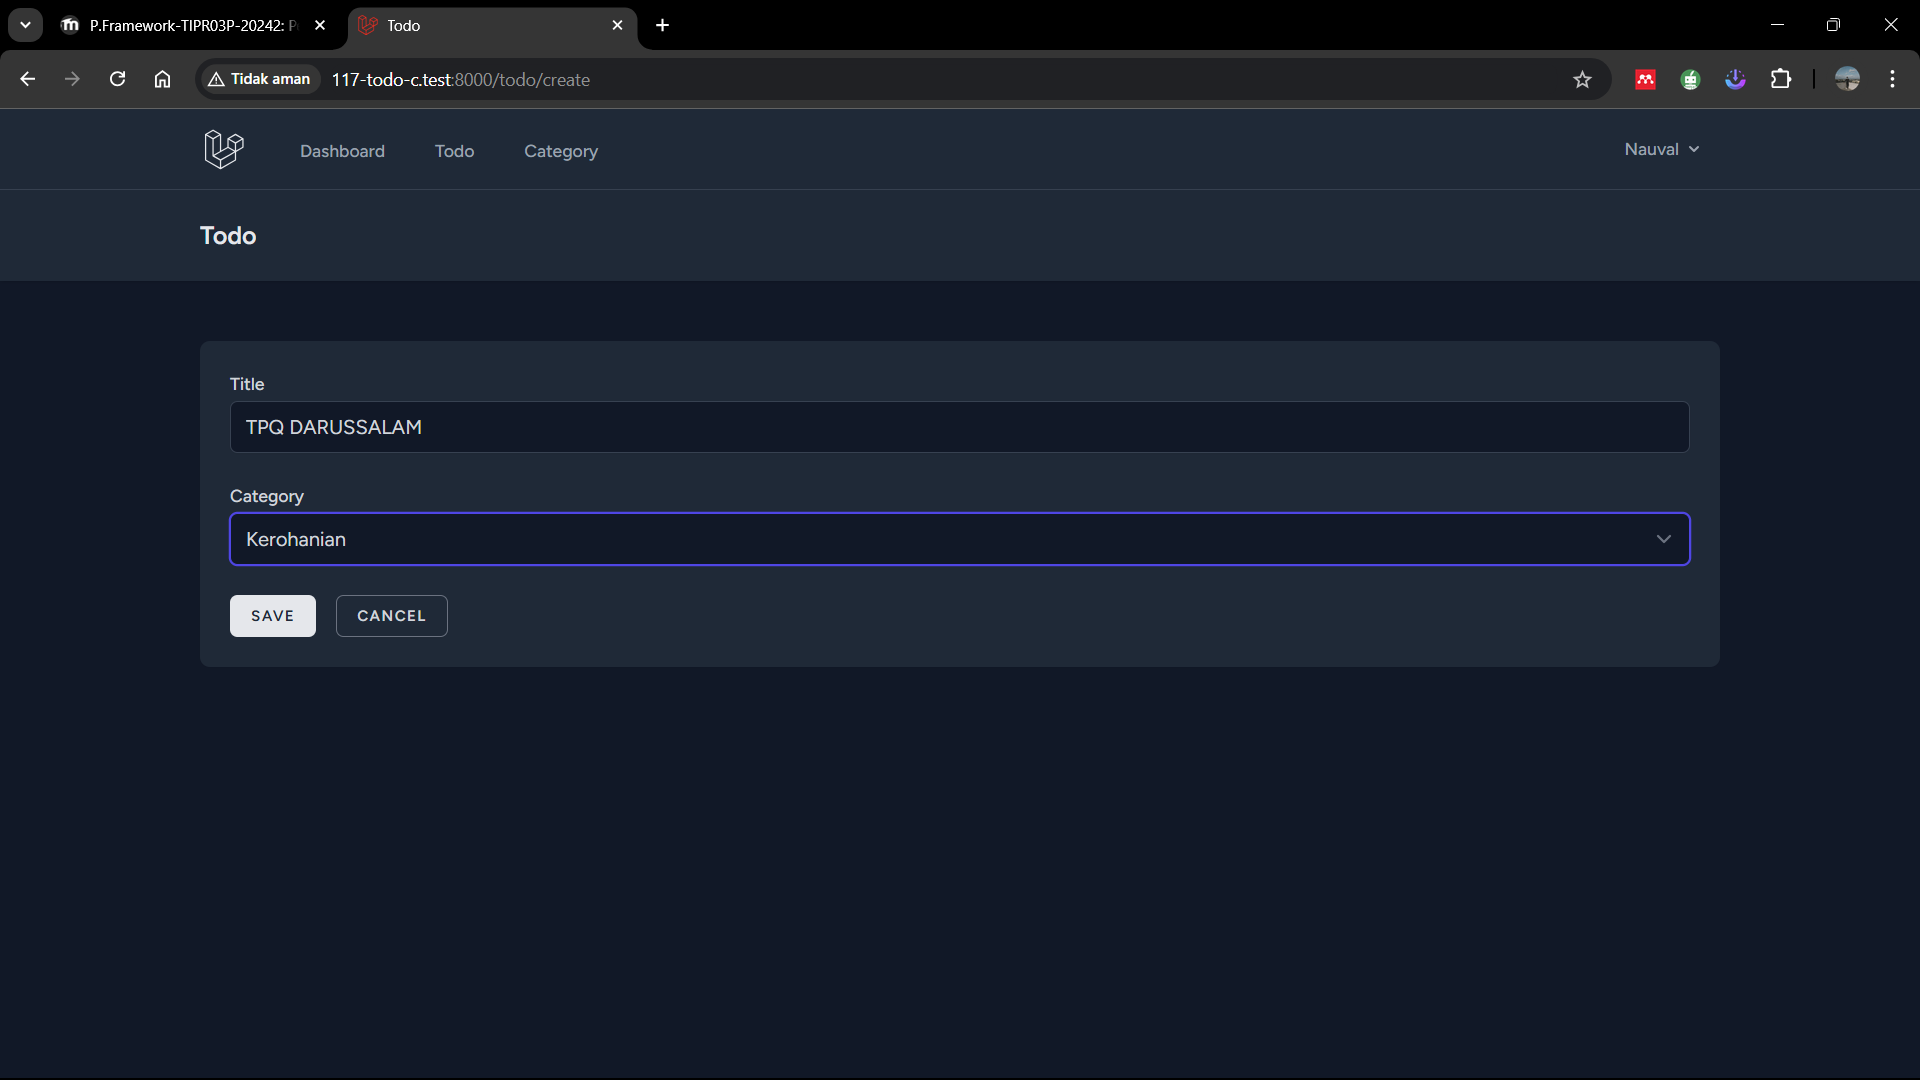 P.Framework-TIPR03P-20242:
Todo
Tidak aman
117-todo-c.test:8000/todo/create
Dashboard
Todo
Category
Nauval
Todo
Title
TPQ DARUSSALAM
Category
Kerohanian
SAVE
CANCEL